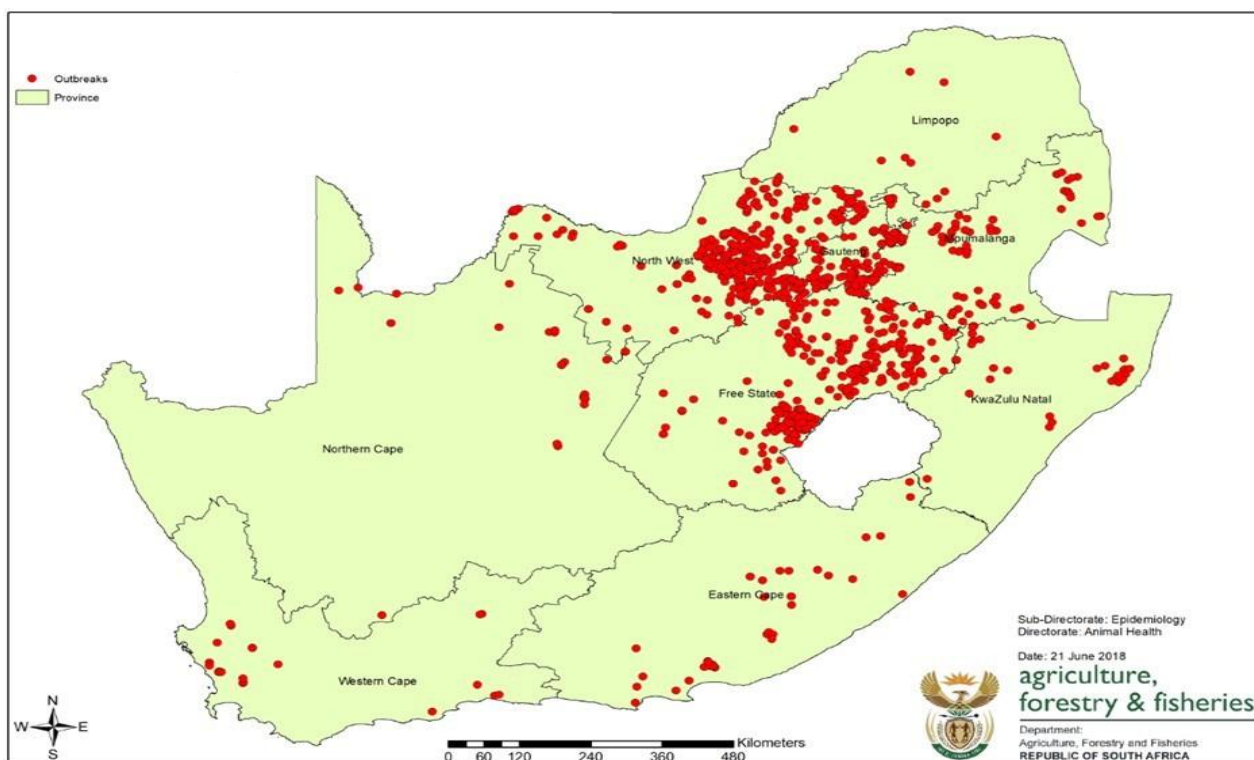 Outbreaks
Province
Limpopo
Mpumalanga
Gauteng
North West
Free State
KwaZulu Natal
Northern Cape
Eastern Cape
Western Cape
N
W E
S
Kilometers
0 60 120 240 360 480
Sub-Directorate: Epidemiology
Directorate: Animal Health
Date: 21 June 2018
agriculture,
forestry & fisheries
Department:
Agriculture, Forestry and Fisheries
REPUBLIC OF SOUTH AFRICA